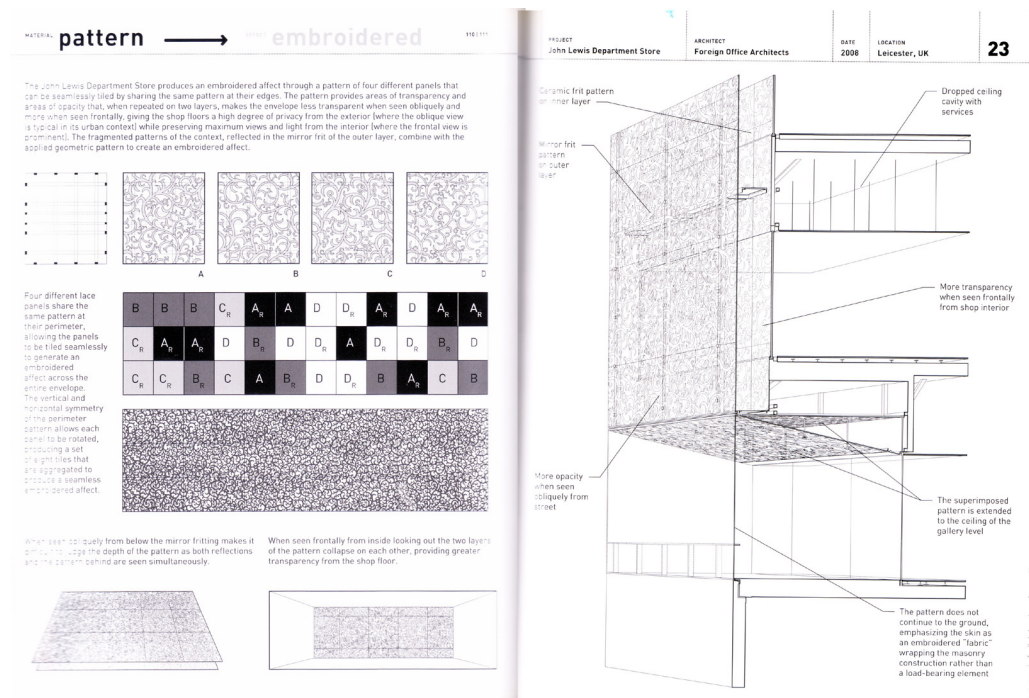 MATERIAL pattern → embroidered 110 / 111
The John Lewis Department Store produces an embroidered affect through a pattern of four different panels that
can be seamlessly tiled by sharing the same pattern at their edges. The pattern provides areas of transparency and
areas of opacity that, when repeated on two layers, makes the envelope less transparent when seen obliquely and
more when seen frontally, giving the shop floors a high degree of privacy from the exterior (where the oblique view
is typical in its urban context) while preserving maximum views and light from the interior (where the frontal view is
prominent). The fragmented patterns of the context, reflected in the mirror frit of the outer layer, combine with the
applied geometric pattern to create an embroidered affect.
A B C D
Four different lace
panels share the
same pattern at
their perimeter,
allowing the panels
to be tiled seamlessly
to generate an
embroidered
affect across the
entire envelope.
The vertical and
horizontal symmetry
of the perimeter
pattern allows each
panel to be rotated,
producing a set
of eight tiles that
are aggregated to
produce a seamless
embroidered affect.
B B B CR AR A D DR AR D AR AR
CR AR AR D BR D DR A DR DR BR D
CR CR BR C A BR D DR B AR C B
When seen obliquely from below the mirror fritting makes it
difficult to judge the depth of the pattern as both reflections
and the pattern behind are seen simultaneously.
When seen frontally from inside looking out the two layers
of the pattern collapse on each other, providing greater
transparency from the shop floor.
PROJECT
John Lewis Department Store
ARCHITECT
Foreign Office Architects
DATE
2008
LOCATION
Leicester, UK
23
Ceramic frit pattern
on inner layer
Mirror frit
pattern
on outer
layer
More opacity
when seen
obliquely from
street
Dropped ceiling
cavity with
services
More transparency
when seen frontally
from shop interior
The superimposed
pattern is extended
to the ceiling of the
gallery level
The pattern does not
continue to the ground,
emphasizing the skin as
an embroidered "fabric"
wrapping the masonry
construction rather than
a load-bearing element